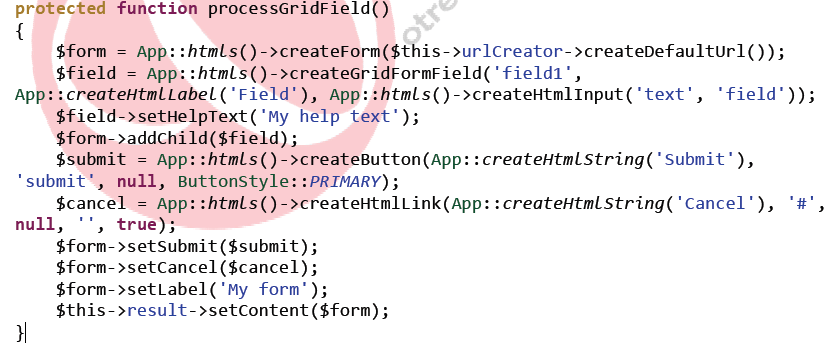 protected function processGridField()
{
$form = App::htmls()->createForm($this->urlCreator->createDefaultUrl());
$field = App::htmls()->createGridFormField('field1',
App::createHtmlLabel('Field'), App::htmls()->createHtmlInput('text', 'field'));
$field->setHelpText('My help text');
$form->addChild($field);
$submit = App::htmls()->createButton(App::createHtmlString('Submit'),
'submit', null, ButtonStyle::PRIMARY);
$cancel = App::htmls()->createHtmlLink(App::createHtmlString('Cancel'), '#',
null, '', true);
$form->setSubmit($submit);
$form->setCancel($cancel);
$form->setLabel('My form');
$this->result->setContent($form);
}